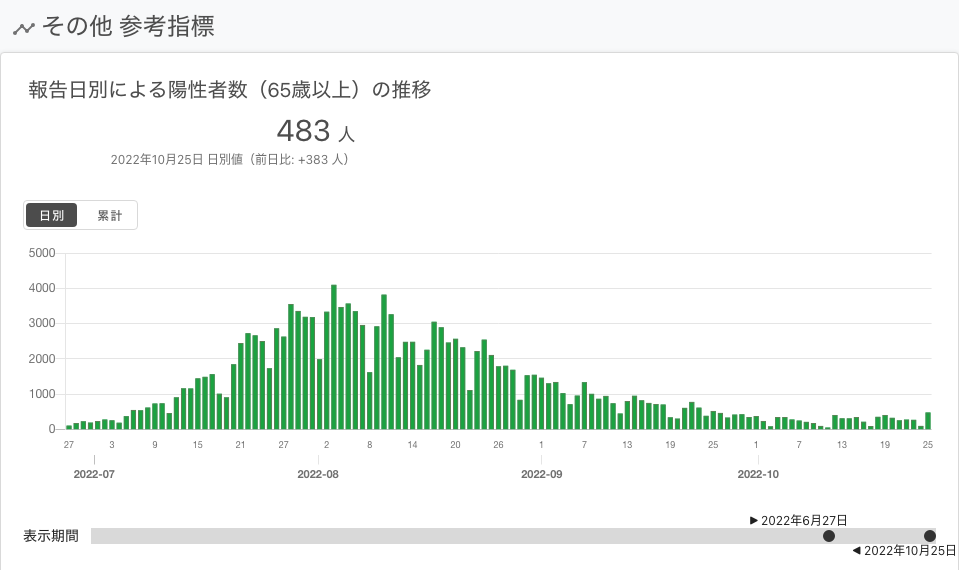 その他 参考指標
報告日別による陽性者数（65歳以上）の推移
483 人
2022年10月25日 日別値（前日比: +383 人）
日別 累計
5000
4000
3000
2000
1000
0
27 3 9 15 21 27 2 8 14 20 26 1 7 13 19 25 1 7 13 19 25
2022-07 2022-08 2022-09 2022-10
▶ 2022年6月27日
表示期間
◀ 2022年10月25日